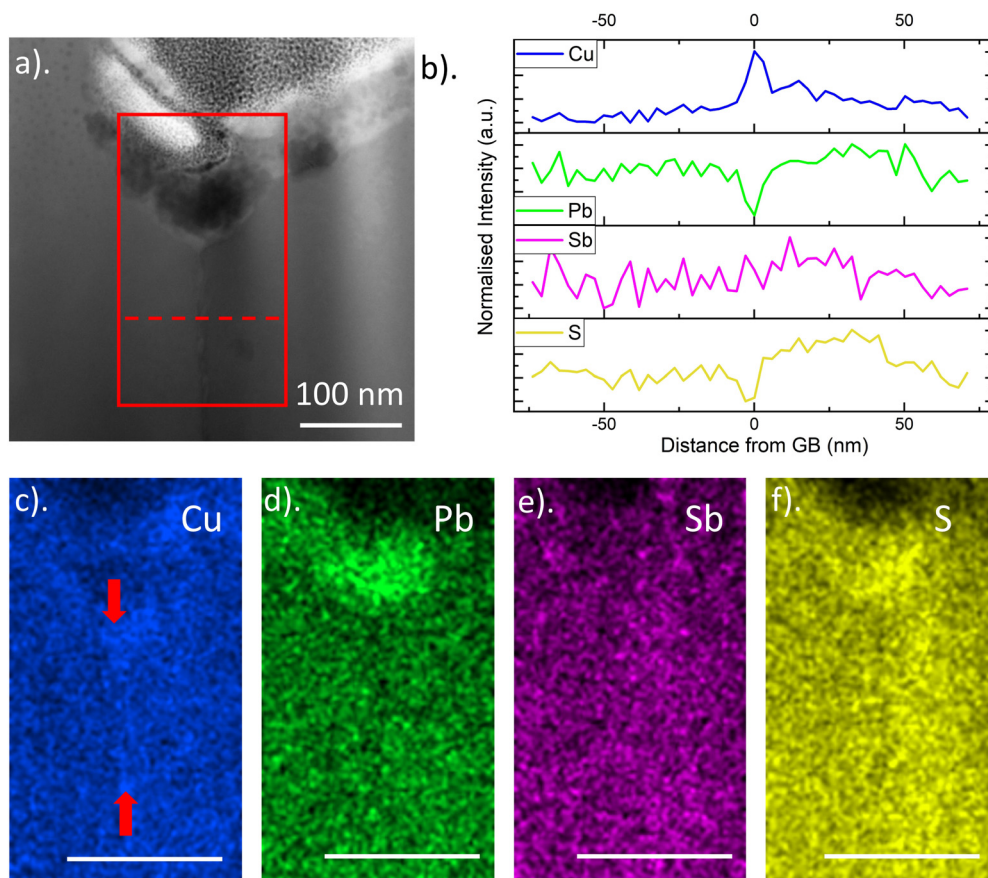 a).
100 nm
b).
-50 0 50
Cu
Pb
Sb
S
Normalised Intensity (a.u.)
-50 0 50
Distance from GB (nm)
c).
Cu
d).
Pb
e).
Sb
f).
S